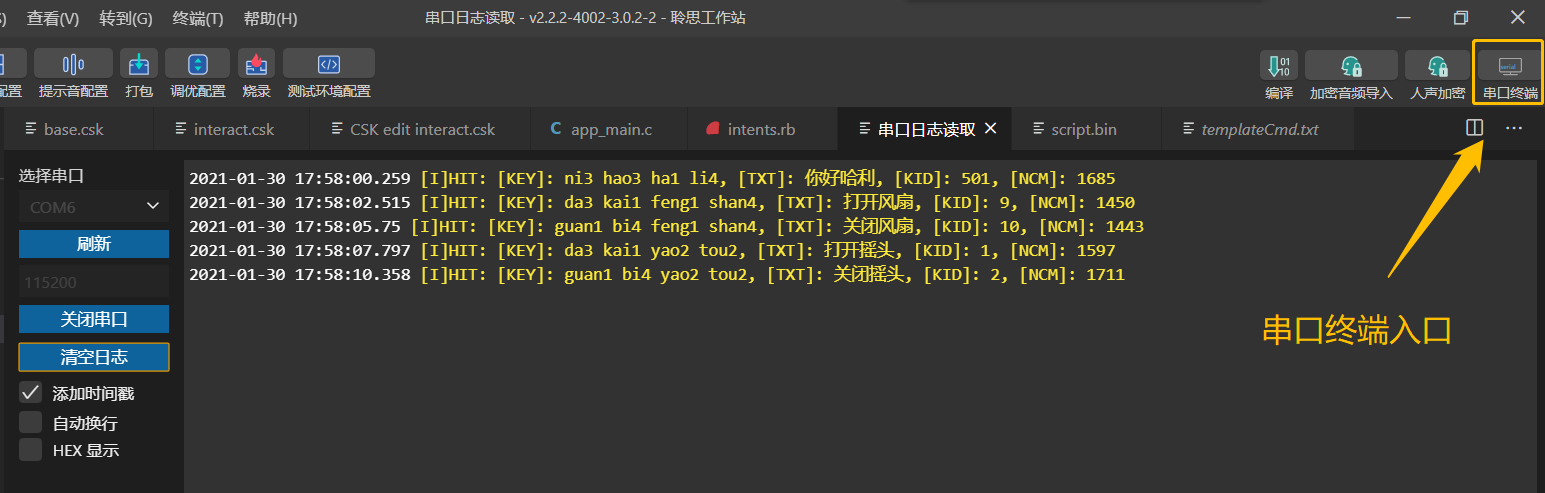 查看(V) 转到(G) 终端(T) 帮助(H) 串口日志读取 - v2.2.2-4002-3.0.2-2 - 聆思工作站
提示音配置 打包 调优配置 烧录 测试环境配置 编译 加密音频导入 人声加密 串口终端
base.csk interact.csk CSK edit interact.csk C app_main.c intents.rb 串口日志读取 script.bin templateCmd.txt
选择串口
COM6
刷新
115200
关闭串口
清空日志
添加时间戳
自动换行
HEX 显示
2021-01-30 17:58:00.259 [I]HIT: [KEY]: ni3 hao3 ha1 li4, [TXT]: 你好哈利, [KID]: 501, [NCM]: 1685
2021-01-30 17:58:02.515 [I]HIT: [KEY]: da3 kai1 feng1 shan4, [TXT]: 打开风扇, [KID]: 9, [NCM]: 1450
2021-01-30 17:58:05.75 [I]HIT: [KEY]: guan1 bi4 feng1 shan4, [TXT]: 关闭风扇, [KID]: 10, [NCM]: 1443
2021-01-30 17:58:07.797 [I]HIT: [KEY]: da3 kai1 yao2 tou2, [TXT]: 打开摇头, [KID]: 1, [NCM]: 1597
2021-01-30 17:58:10.358 [I]HIT: [KEY]: guan1 bi4 yao2 tou2, [TXT]: 关闭摇头, [KID]: 2, [NCM]: 1711
串口终端入口